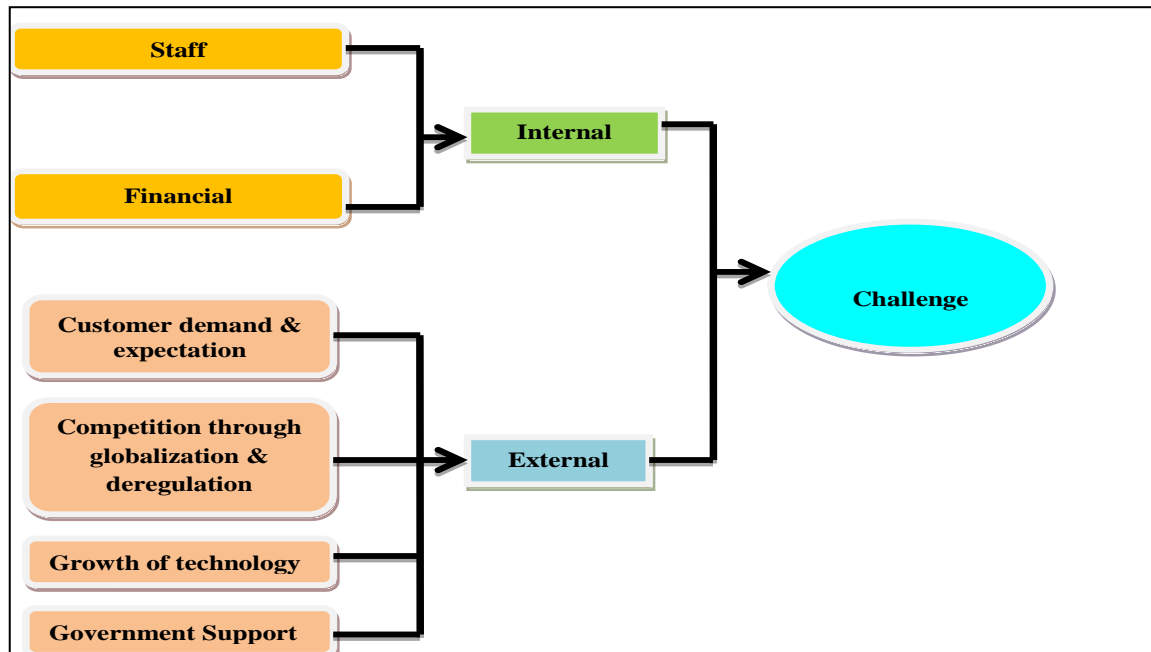 Staff
Internal
Financial
Challenge
Customer demand &
expectation
Competition through
globalization &
deregulation
External
Growth of technology
Government Support